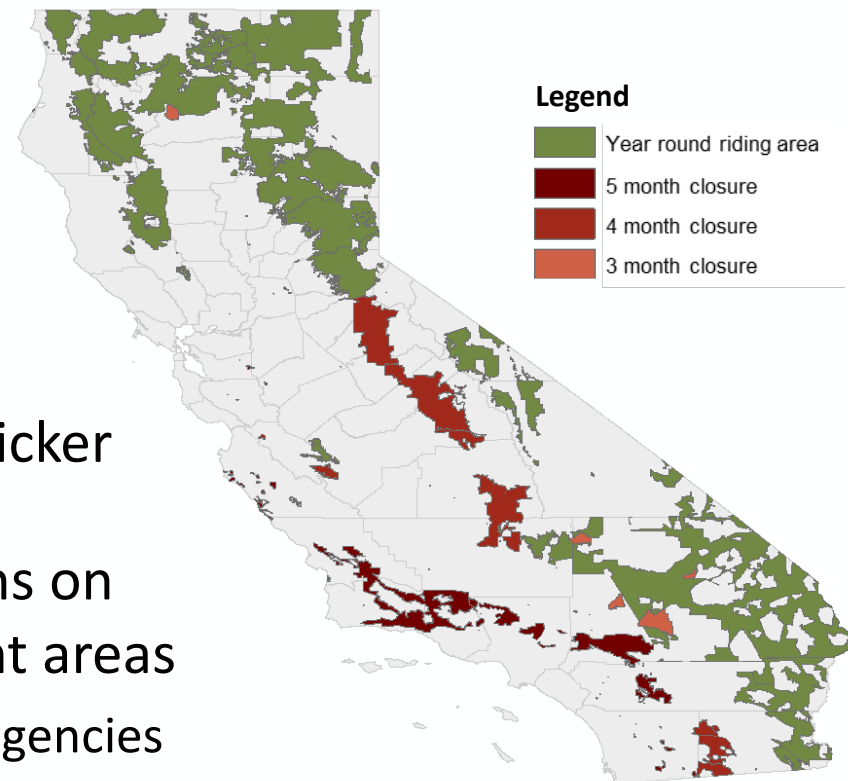 Legend
Year round riding area
5 month closure
4 month closure
3 month closure
icker
ns on
nt areas
gencies